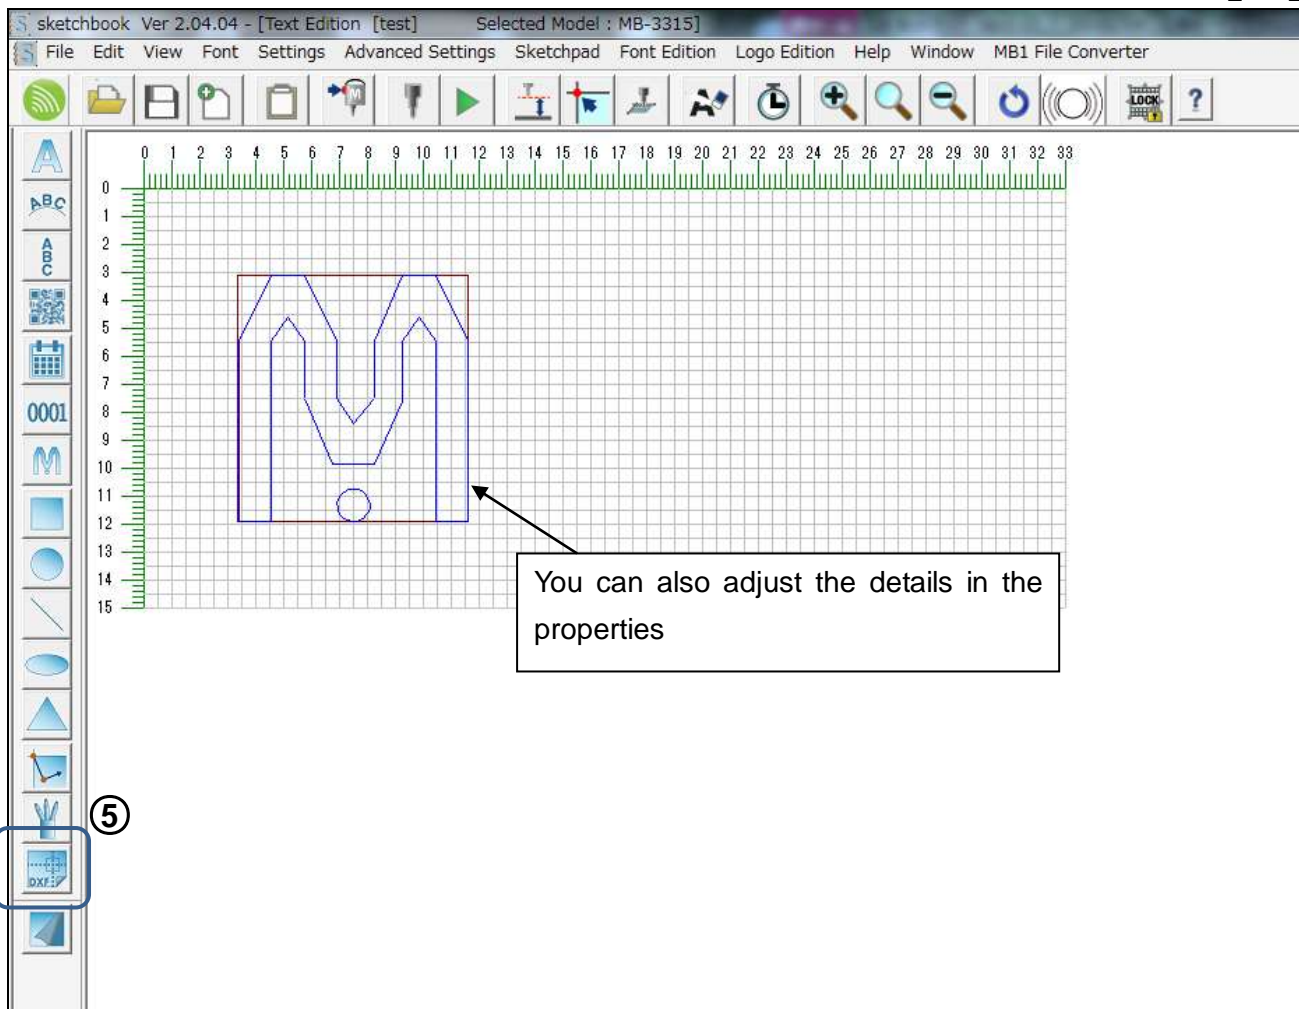 sketchbook Ver 2.04.04 - [Text Edition [test] Selected Model : MB-3315]
File Edit View Font Settings Advanced Settings Sketchpad Font Edition Logo Edition Help Window MB1 File Converter
M LOCK ?
A
ABC
A
B
C
0001
M
DXF
0 1 2 3 4 5 6 7 8 9 10 11 12 13 14 15 16 17 18 19 20 21 22 23 24 25 26 27 28 29 30 31 32 33
0
1
2
3
4
5
6
7
8
9
10
11
12
13
14
15
You can also adjust the details in the
properties
⑤